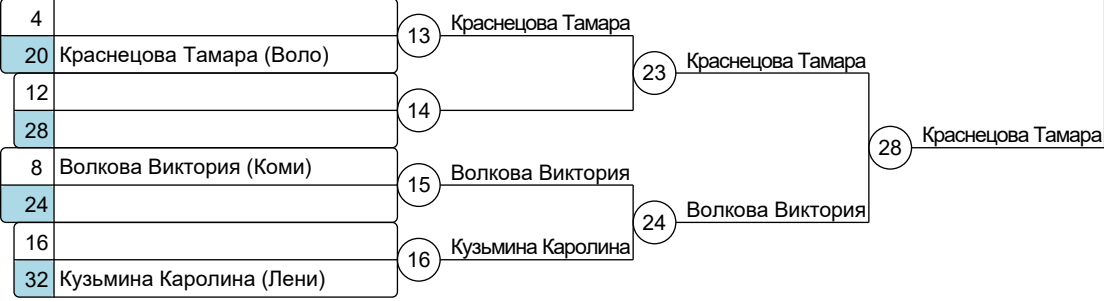 4
13 Краснецова Тамара
20 Краснецова Тамара (Воло)
23 Краснецова Тамара
12
14
28
28 Краснецова Тамара
8 Волкова Виктория (Коми)
15 Волкова Виктория
24
24 Волкова Виктория
16
16 Кузьмина Каролина
32 Кузьмина Каролина (Лени)